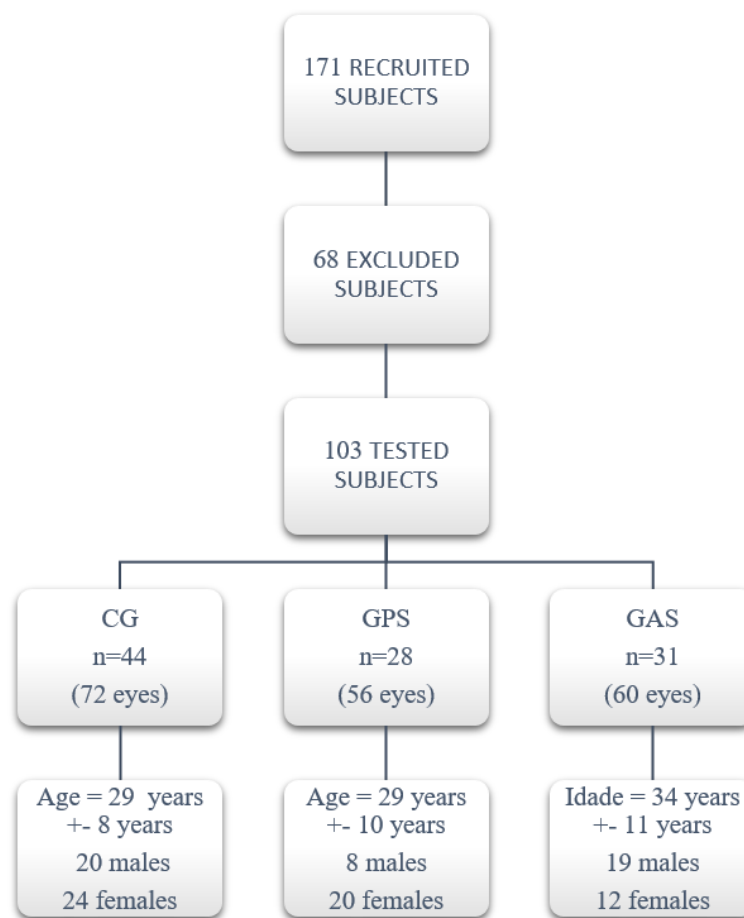 171 RECRUITED
SUBJECTS
68 EXCLUDED
SUBJECTS
103 TESTED
SUBJECTS
CG
n=44
(72 eyes)
GPS
n=28
(56 eyes)
GAS
n=31
(60 eyes)
Age = 29 years
+- 8 years
20 males
24 females
Age = 29 years
+- 10 years
8 males
20 females
Idade = 34 years
+- 11 years
19 males
12 females